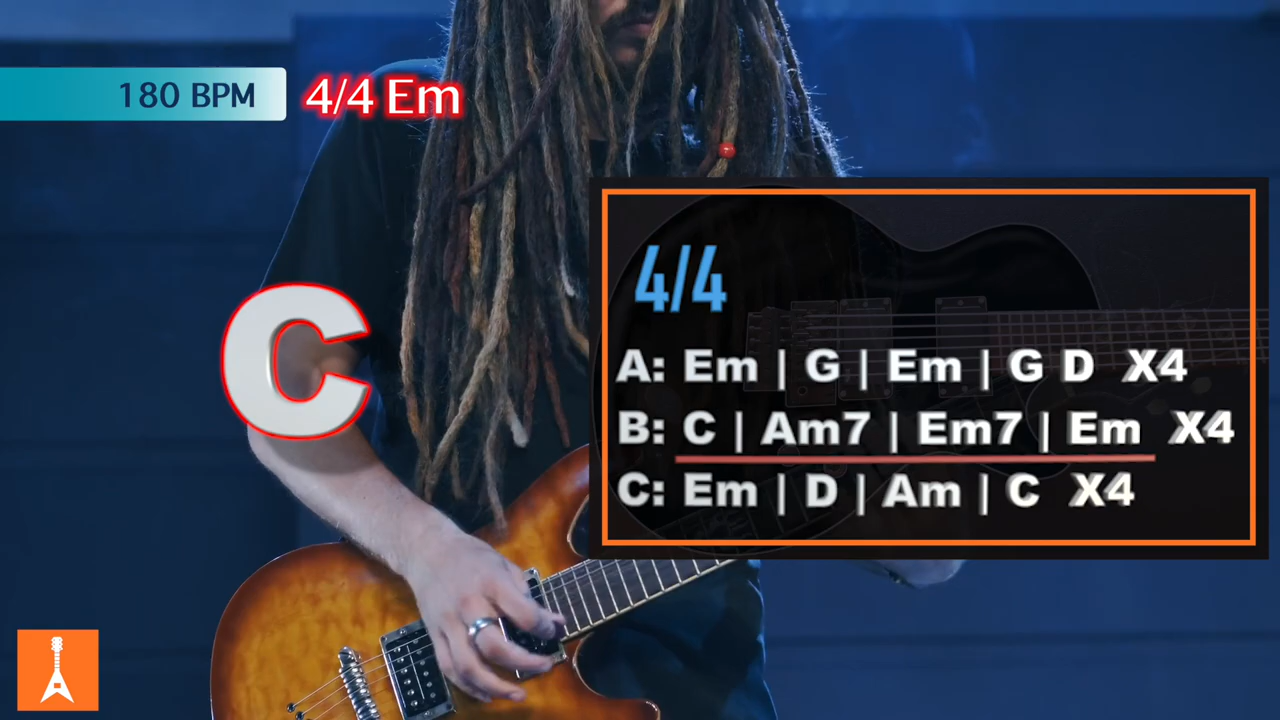 180 BPM 4/4 Em
C
4/4
A: Em | G | Em | G D X4
B: C | Am7 | Em7 | Em X4
C: Em | D | Am | C X4